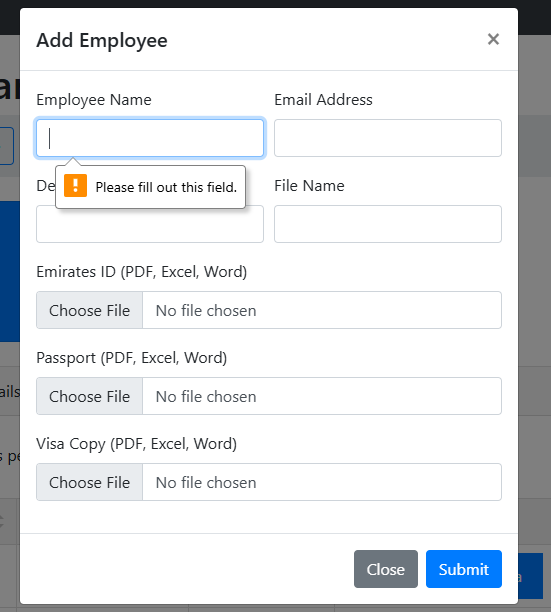 Add Employee ×
Employee Name Email Address
! Please fill out this field.
De File Name
Emirates ID (PDF, Excel, Word)
Choose File No file chosen
Passport (PDF, Excel, Word)
Choose File No file chosen
ails
Visa Copy (PDF, Excel, Word)
s pe
Choose File No file chosen
Close Submit